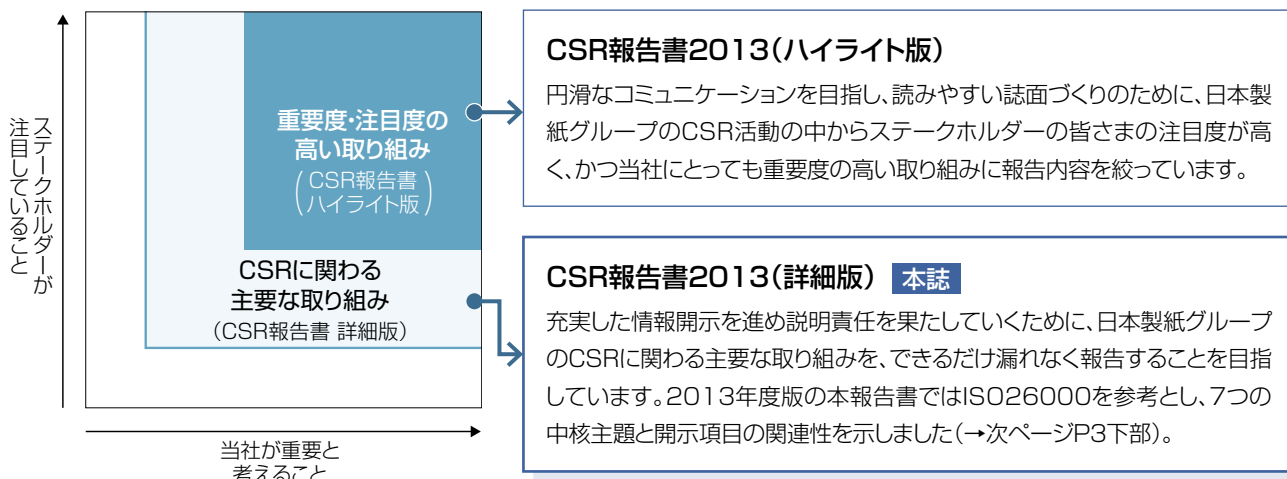 ステークホルダーが
注目していること
重要度・注目度の
高い取り組み
(CSR報告書
ハイライト版)
CSRに関わる
主要な取り組み
(CSR報告書 詳細版)
当社が重要と
考えること
CSR報告書2013(ハイライト版)
円滑なコミュニケーションを目指し、読みやすい誌面づくりのために、日本製
紙グループのCSR活動の中からステークホルダーの皆さまの注目度が高
く、かつ当社にとっても重要度の高い取り組みに報告内容を絞っています。
CSR報告書2013(詳細版) 本誌
充実した情報開示を進め説明責任を果たしていくために、日本製紙グループ
のCSRに関わる主要な取り組みを、できるだけ漏れなく報告することを目指
しています。2013年度版の本報告書ではISO26000を参考とし、7つの
中核主題と開示項目の関連性を示しました(→次ページP3下部)。